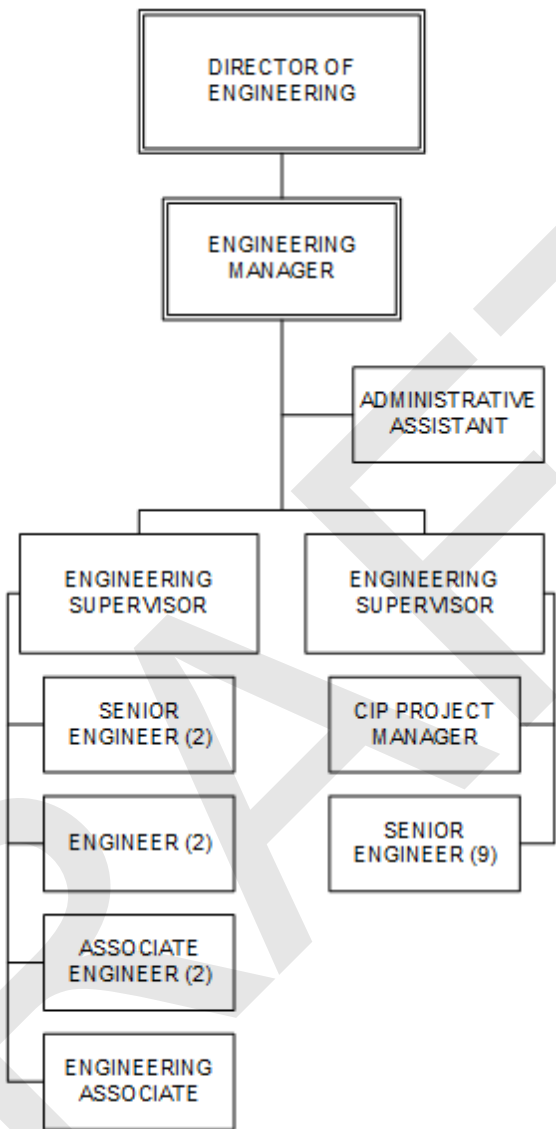 DIRECTOR OF
ENGINEERING
ENGINEERING
MANAGER
ADMINISTRATIVE
ASSISTANT
ENGINEERING
SUPERVISOR
ENGINEERING
SUPERVISOR
SENIOR
ENGINEER (2)
CIP PROJECT
MANAGER
ENGINEER (2)
SENIOR
ENGINEER (9)
ASSOCIATE
ENGINEER (2)
ENGINEERING
ASSOCIATE